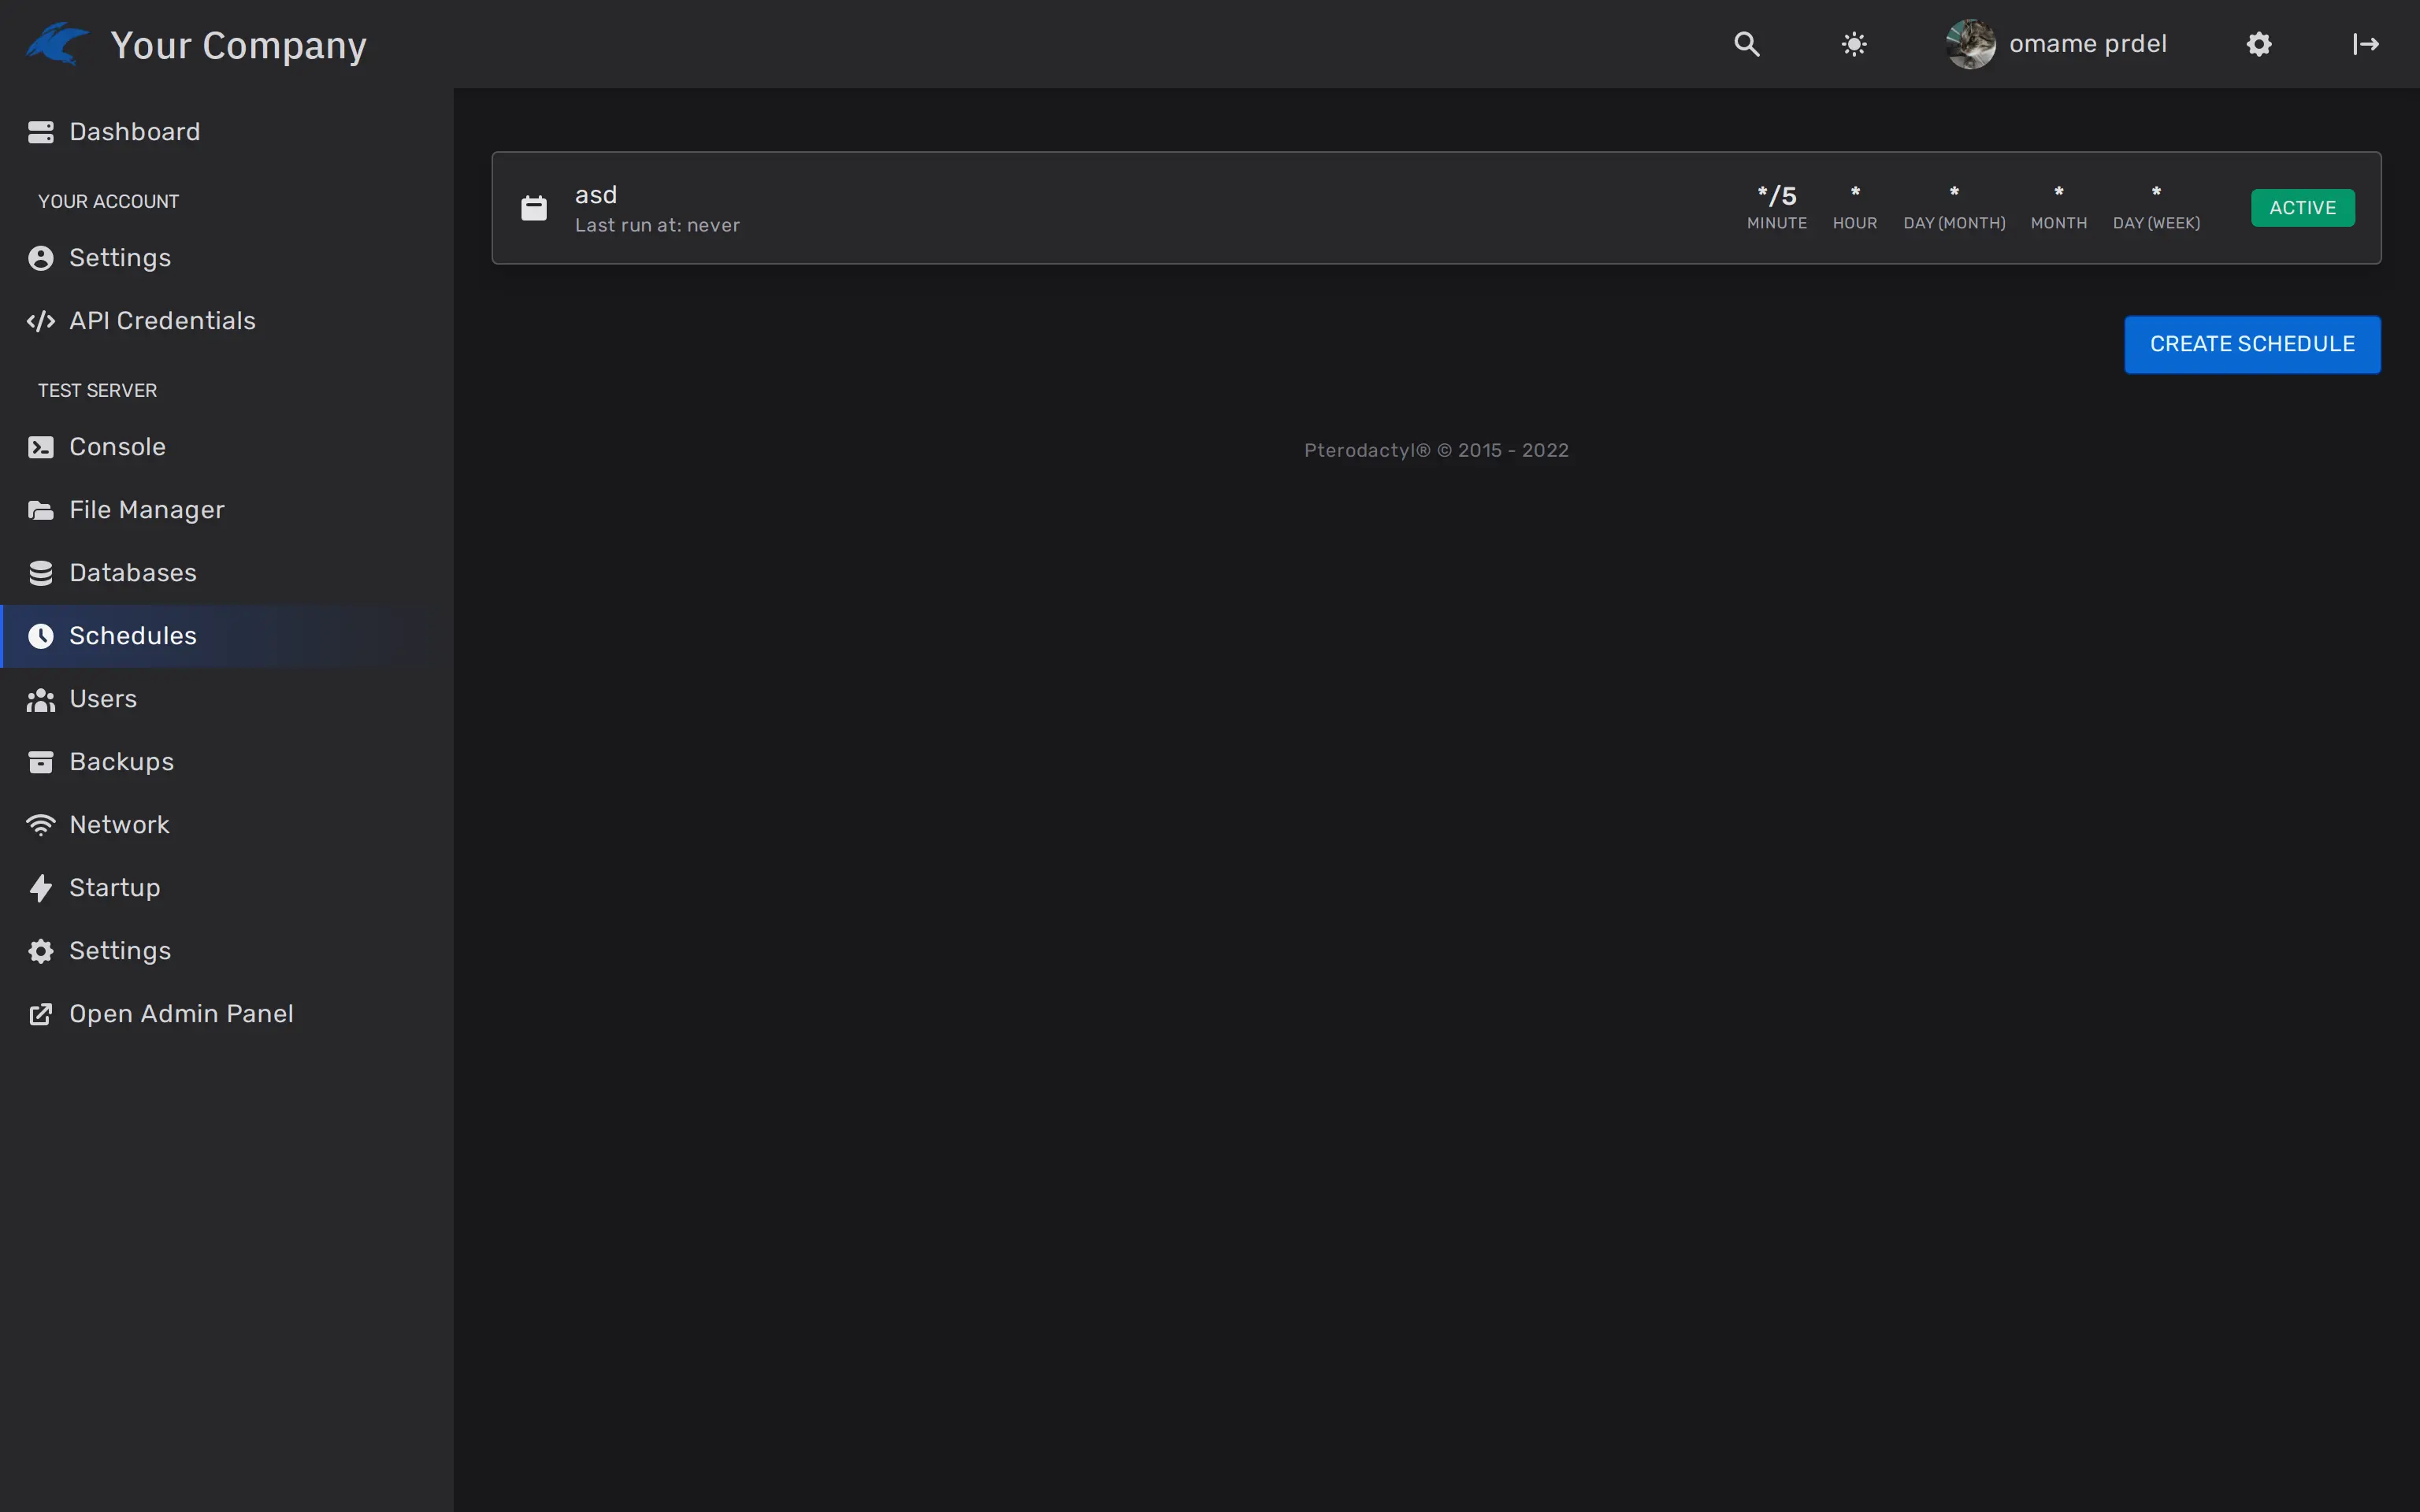 Your Company
omame prdel
Dashboard
YOUR ACCOUNT
Settings
API Credentials
TEST SERVER
Console
File Manager
Databases
Schedules
Users
Backups
Network
Startup
Settings
Open Admin Panel
asd
Last run at: never
*/5 * * * *
MINUTE HOUR DAY (MONTH) MONTH DAY (WEEK)
ACTIVE
CREATE SCHEDULE
Pterodactyl® © 2015 - 2022